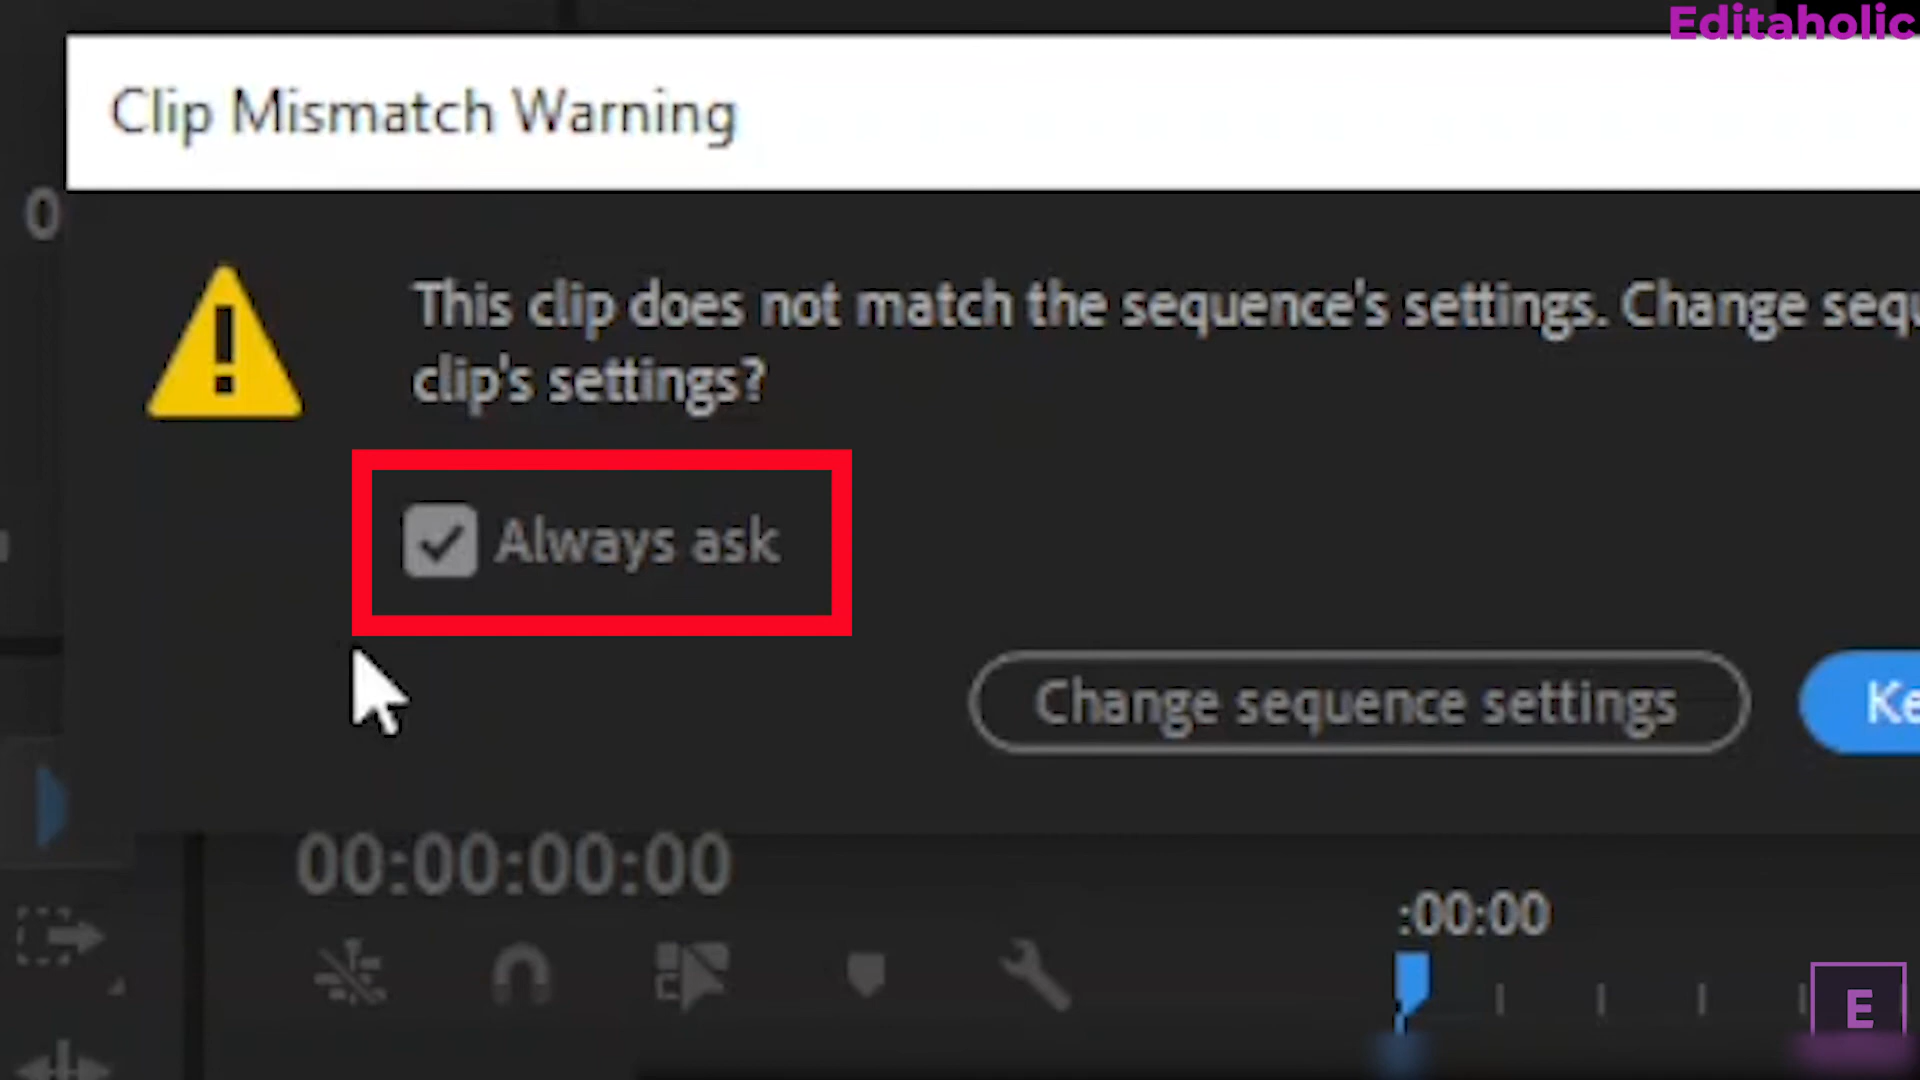 Editaholic
Clip Mismatch Warning
0
This clip does not match the sequence's settings. Change sequ
clip's settings?
Always ask
Change sequence settings
Ke
00:00:00:00
:00:00
E